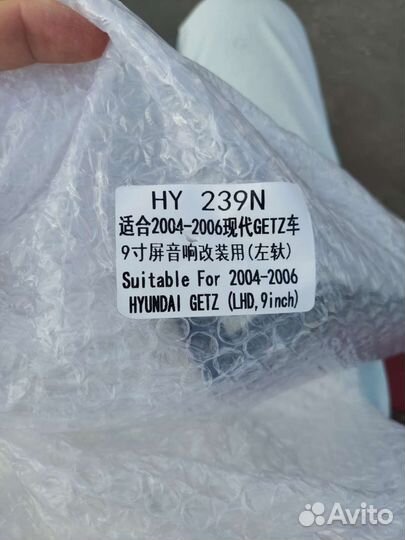 HY 239N
适合2004-2006现代GETZ车
9寸屏音响改装用(左软)
Suitable For 2004-2006
HYUNDAI GETZ (LHD,9inch)
Avito